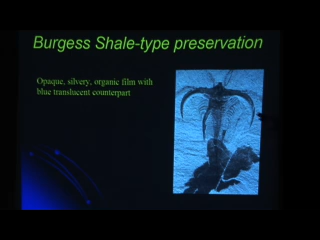 Burgess Shale-type preservation
Opaque, silvery, organic film with
blue translucent counterpart